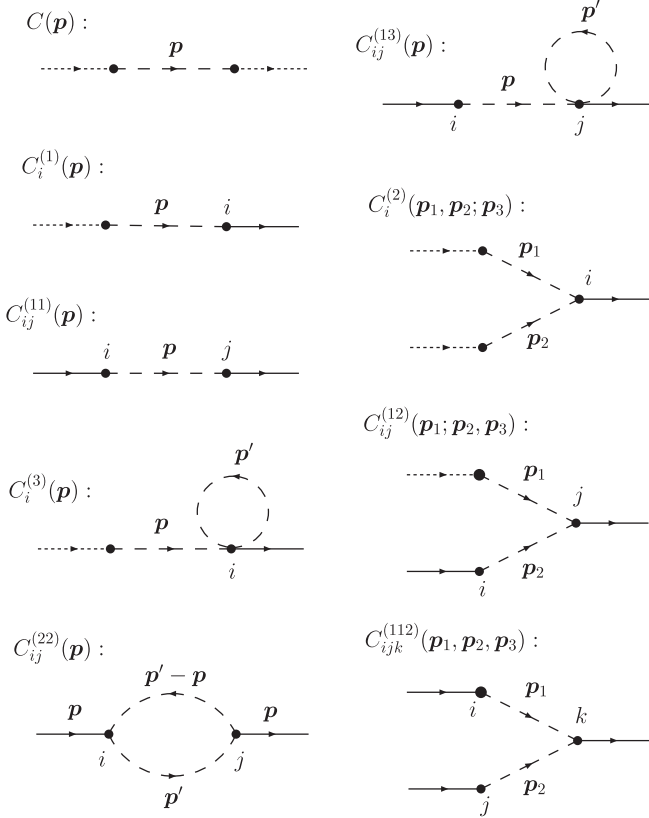 C(p) :
p
C_i^{(1)}(p) :
p
i
C_{ij}^{(11)}(p) :
i
p
j
C_i^{(3)}(p) :
p'
p
i
C_{ij}^{(22)}(p) :
p' − p
p
p
i
j
p'
C_{ij}^{(13)}(p) :
p'
p
i
j
C_i^{(2)}(p_1, p_2; p_3) :
p_1
i
p_2
C_{ij}^{(12)}(p_1; p_2, p_3) :
p_1
j
p_2
i
C_{ijk}^{(112)}(p_1, p_2, p_3) :
p_1
i
k
p_2
j